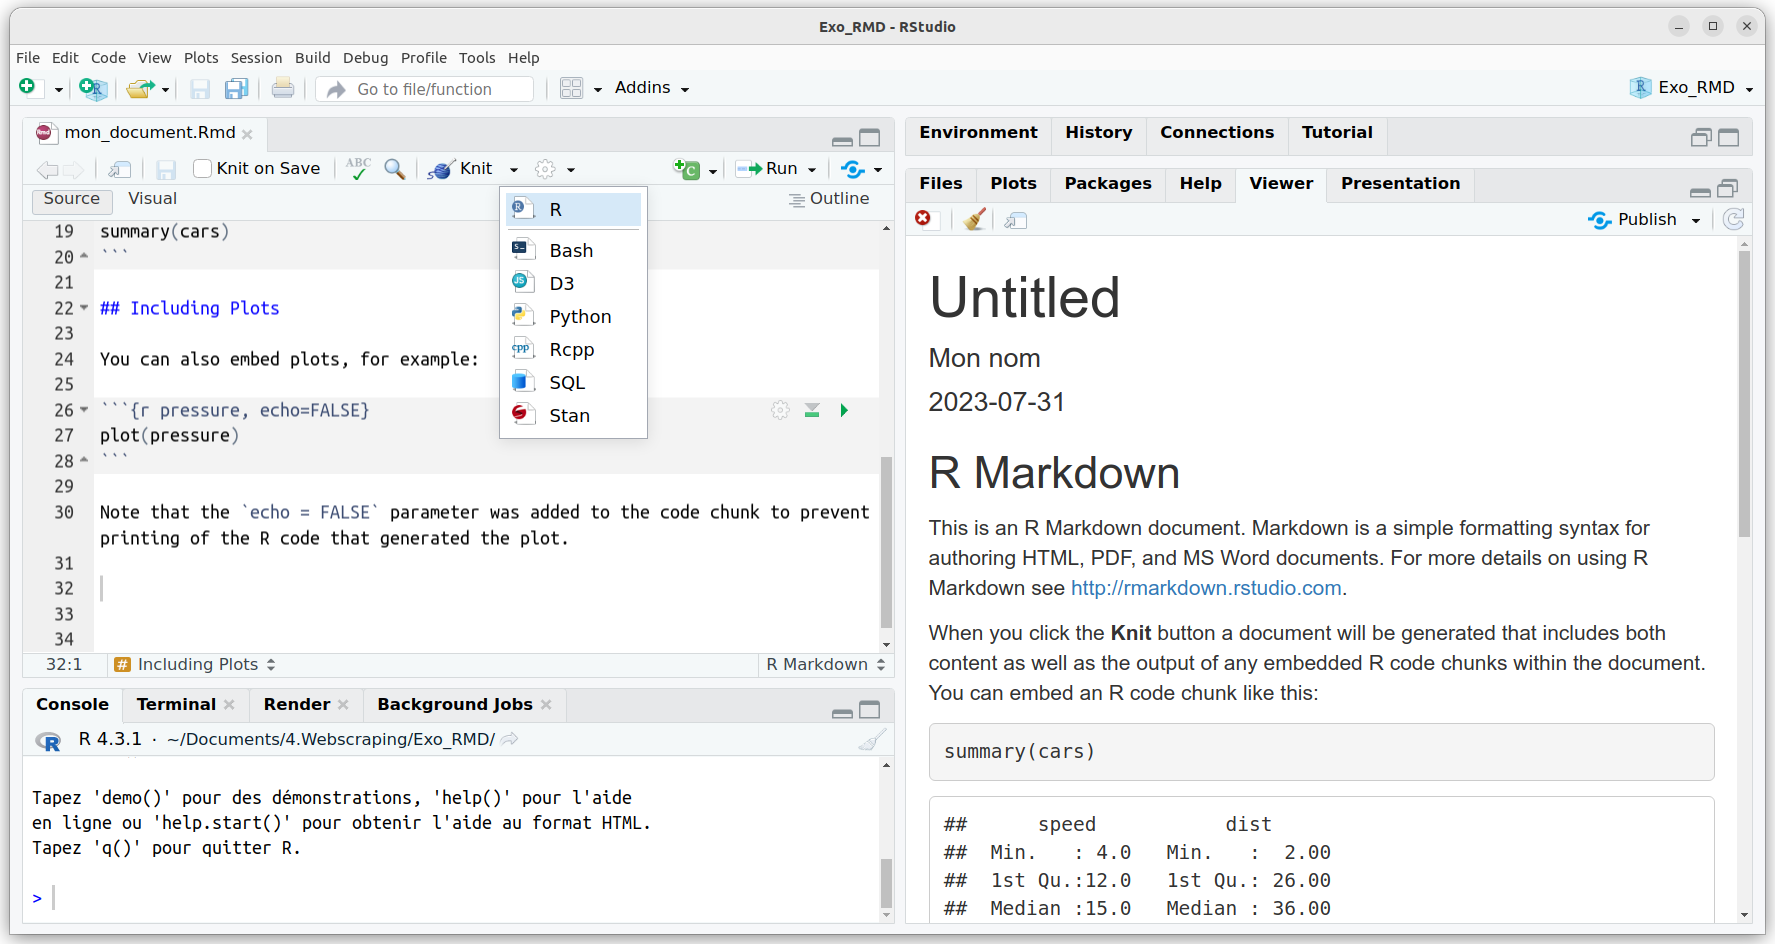 Exo_RMD - RStudio
File Edit Code View Plots Session Build Debug Profile Tools Help
Go to file/function Addins Exo_RMD
mon_document.Rmd
Knit on Save ABC Knit Run
Source Visual Outline
19 summary(cars)
20 ```
21
22 ## Including Plots
23
24 You can also embed plots, for example:
25
26 ```{r pressure, echo=FALSE}
27 plot(pressure)
28 ```
29
30 Note that the `echo = FALSE` parameter was added to the code chunk to prevent
printing of the R code that generated the plot.
31
32
33
34
32:1 # Including Plots R Markdown
R
Bash
D3
Python
Rcpp
SQL
Stan
Console Terminal Render Background Jobs
R 4.3.1 · ~/Documents/4.Webscraping/Exo_RMD/
Tapez 'demo()' pour des démonstrations, 'help()' pour l'aide
en ligne ou 'help.start()' pour obtenir l'aide au format HTML.
Tapez 'q()' pour quitter R.
>
Environment History Connections Tutorial
Files Plots Packages Help Viewer Presentation
Publish
Untitled
Mon nom
2023-07-31
R Markdown
This is an R Markdown document. Markdown is a simple formatting syntax for
authoring HTML, PDF, and MS Word documents. For more details on using R
Markdown see http://rmarkdown.rstudio.com.
When you click the Knit button a document will be generated that includes both
content as well as the output of any embedded R code chunks within the document.
You can embed an R code chunk like this:
summary(cars)
## speed dist
## Min. : 4.0 Min. : 2.00
## 1st Qu.:12.0 1st Qu.: 26.00
## Median :15.0 Median : 36.00